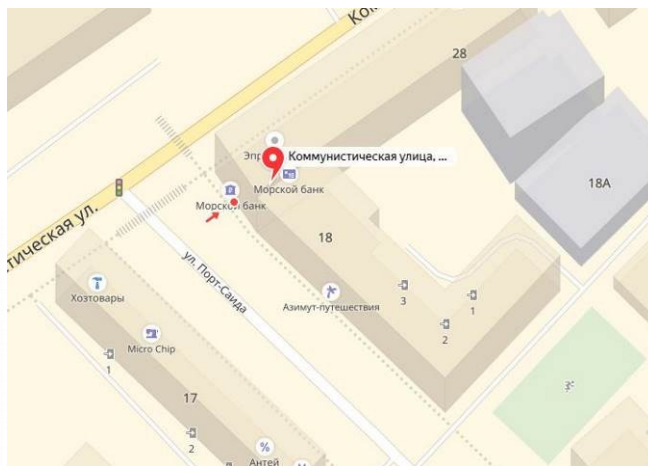 Ком
28
Эпр
Коммунистическая улица, ...
Морской банк
18А
Морской банк
тическая ул.
18
ул. Порт-Саида
Хозтовары
Азимут-путешествия
3
1
2
Micro Chip
1
17
2
Антей